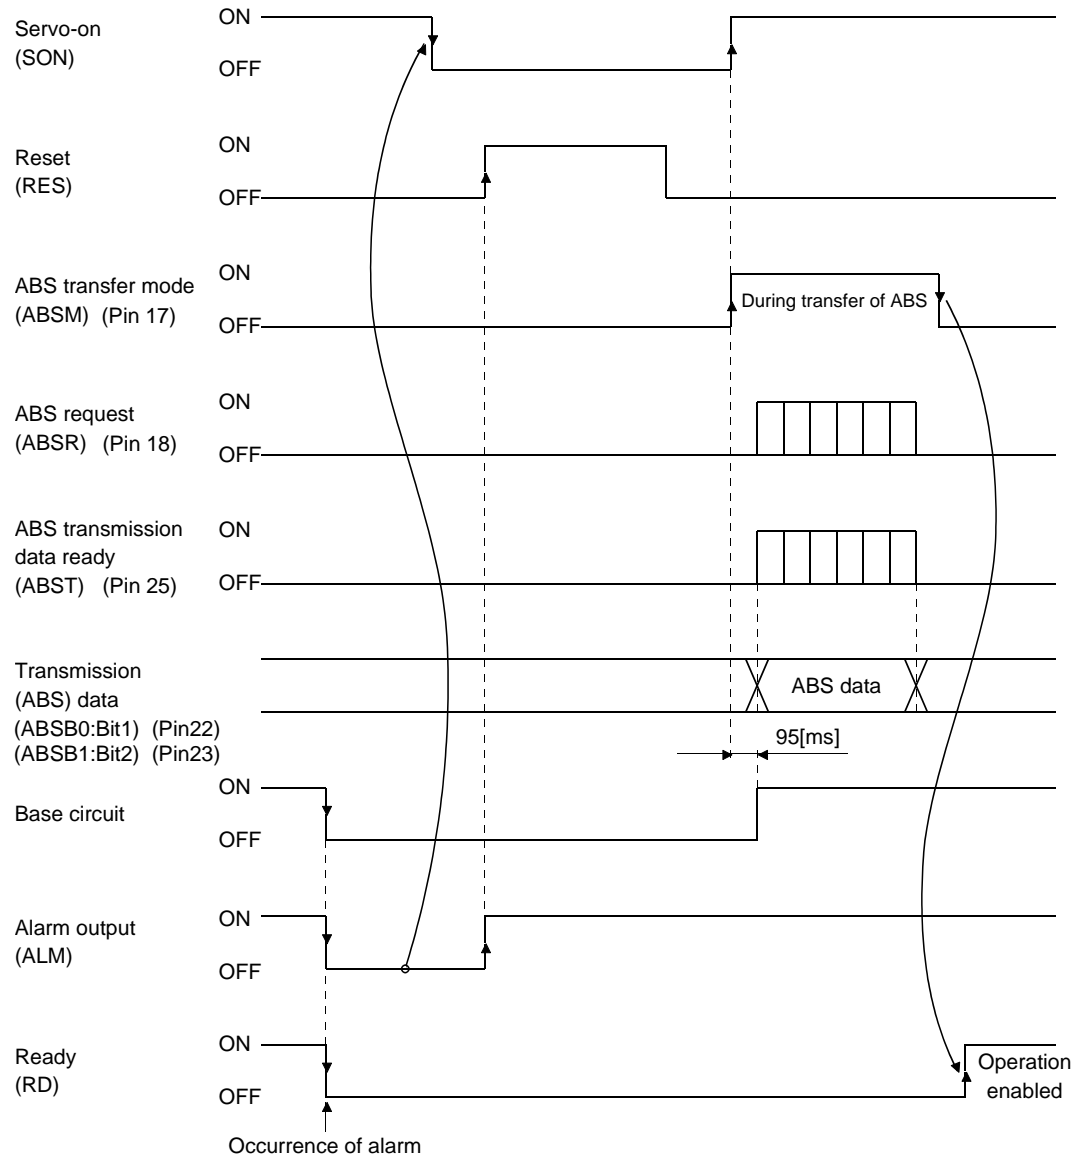 Servo-on
(SON)
ON
OFF
Reset
(RES)
ON
OFF
ABS transfer mode
(ABSM) (Pin 17)
ON
OFF
During transfer of ABS
ABS request
(ABSR) (Pin 18)
ON
OFF
ABS transmission
data ready
(ABST) (Pin 25)
ON
OFF
Transmission
(ABS) data
(ABSB0:Bit1) (Pin22)
(ABSB1:Bit2) (Pin23)
ABS data
95[ms]
Base circuit
ON
OFF
Alarm output
(ALM)
ON
OFF
Ready
(RD)
ON
OFF
Operation
enabled
Occurrence of alarm